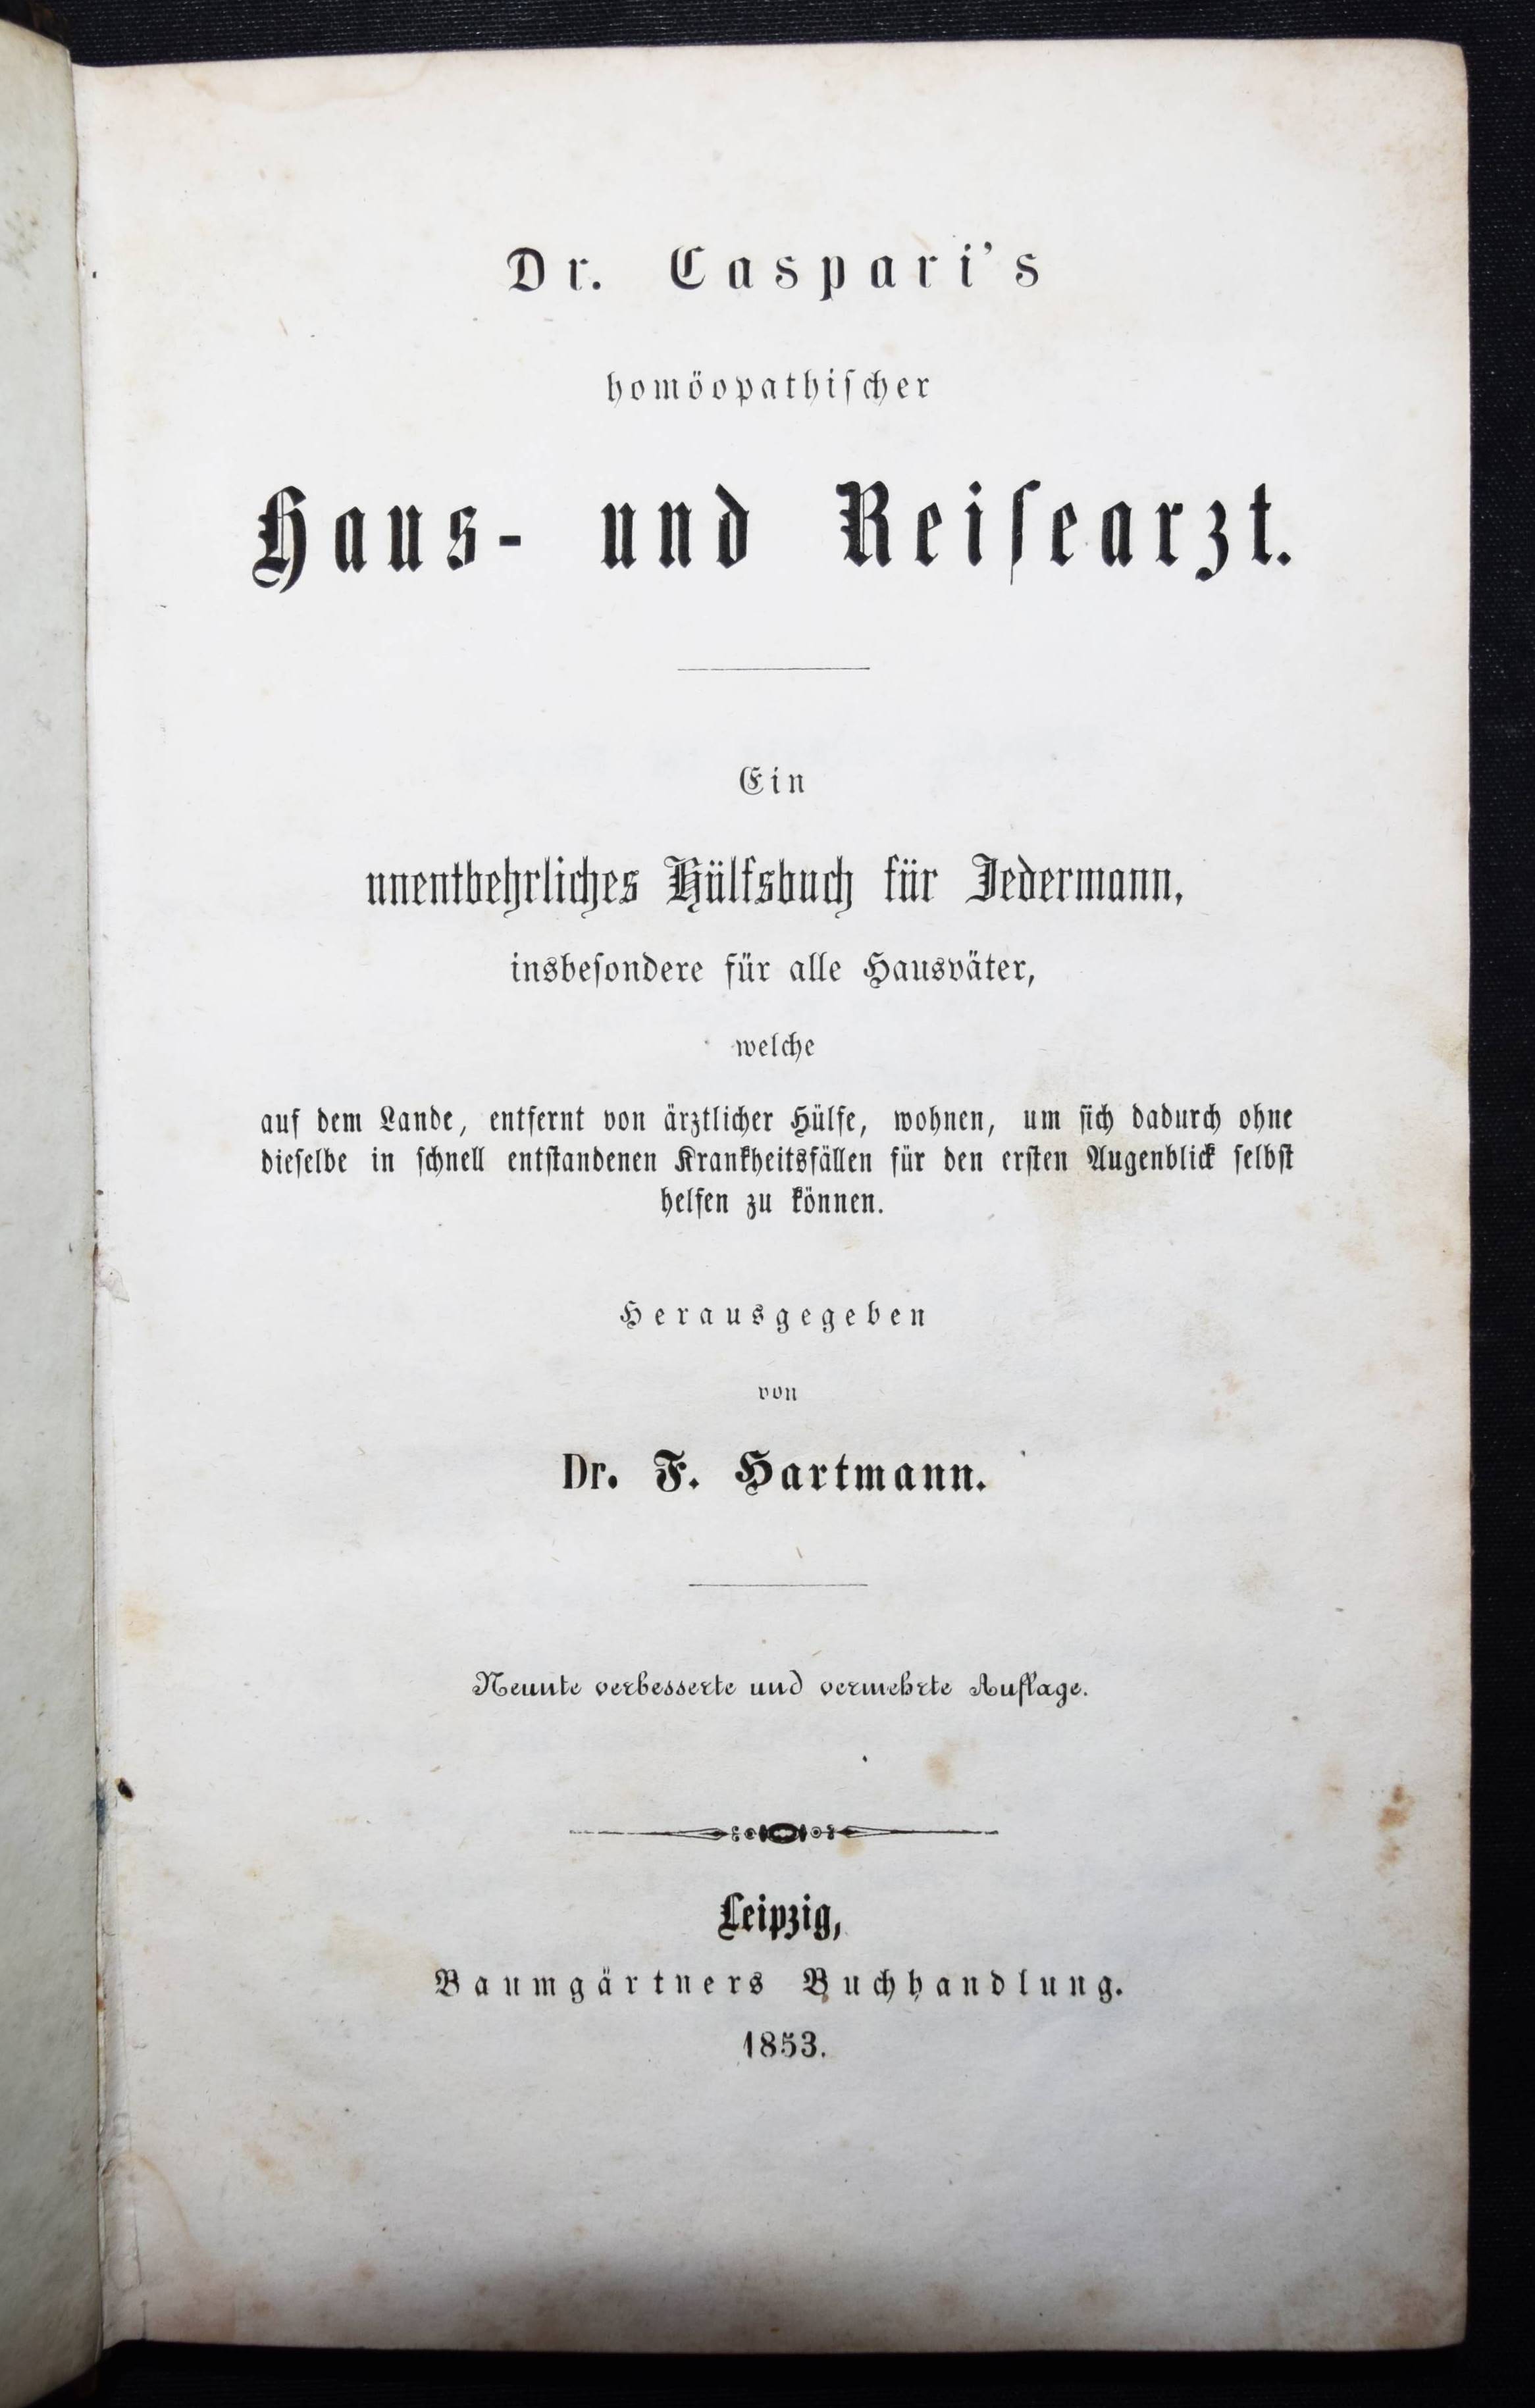 Dr. Caspari's
homöopathiſcher
Haus- und Reiſearzt.
Ein
unentbehrliches Hülfsbuch für Jedermann,
insbeſondere für alle Hausväter,
welche
auf dem Lande, entfernt von ärztlicher Hülfe, wohnen, um ſich dadurch ohne
dieſelbe in ſchnell entſtandenen Krankheitsfällen für den erſten Augenblick ſelbſt
helfen zu können.
Herausgegeben
von
Dr. F. Hartmann.
Neunte verbesserte und vermehrte Auflage.
Leipzig,
Baumgärtners Buchhandlung.
1853.